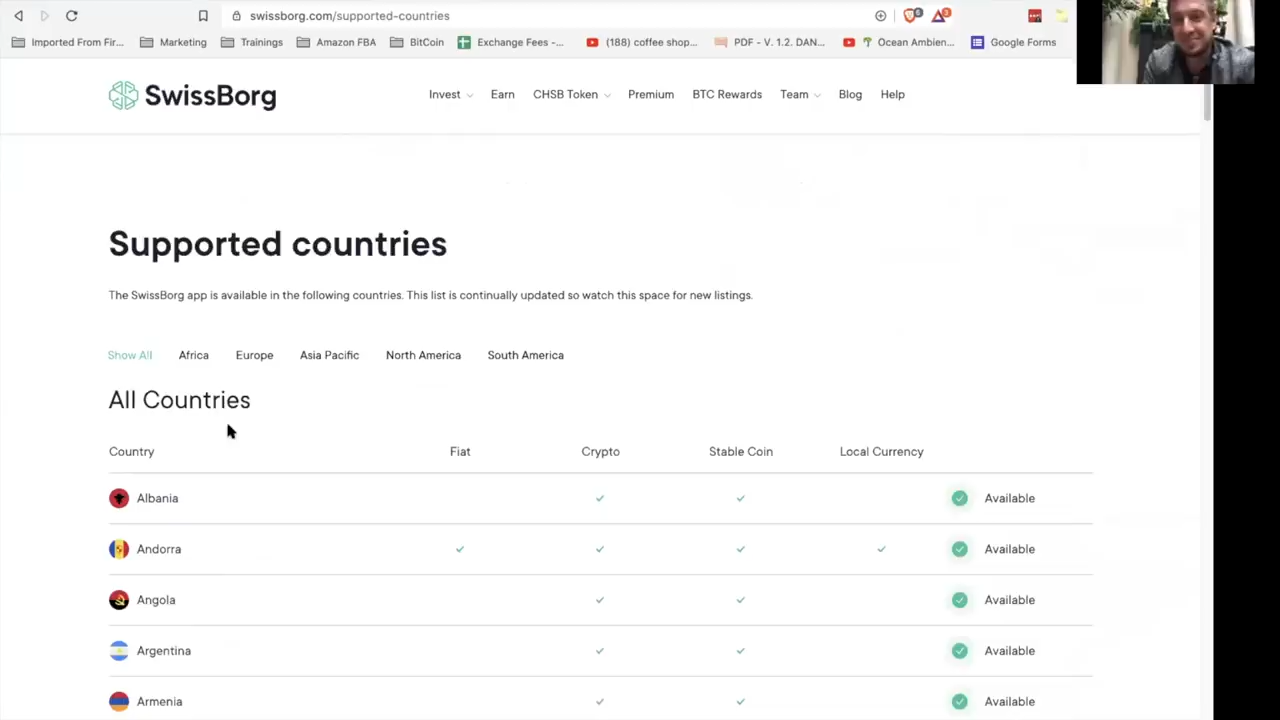 swissborg.com/supported-countries
Imported From Fir... Marketing Trainings Amazon FBA BitCoin Exchange Fees -... (188) coffee shop... PDF - V. 1.2. DAN... Ocean Ambien... Google Forms
SwissBorg Invest Earn CHSB Token Premium BTC Rewards Team Blog Help
Supported countries
The SwissBorg app is available in the following countries. This list is continually updated so watch this space for new listings.
Show All Africa Europe Asia Pacific North America South America
All Countries
Country Fiat Crypto Stable Coin Local Currency
Albania Available
Andorra Available
Angola Available
Argentina Available
Armenia Available